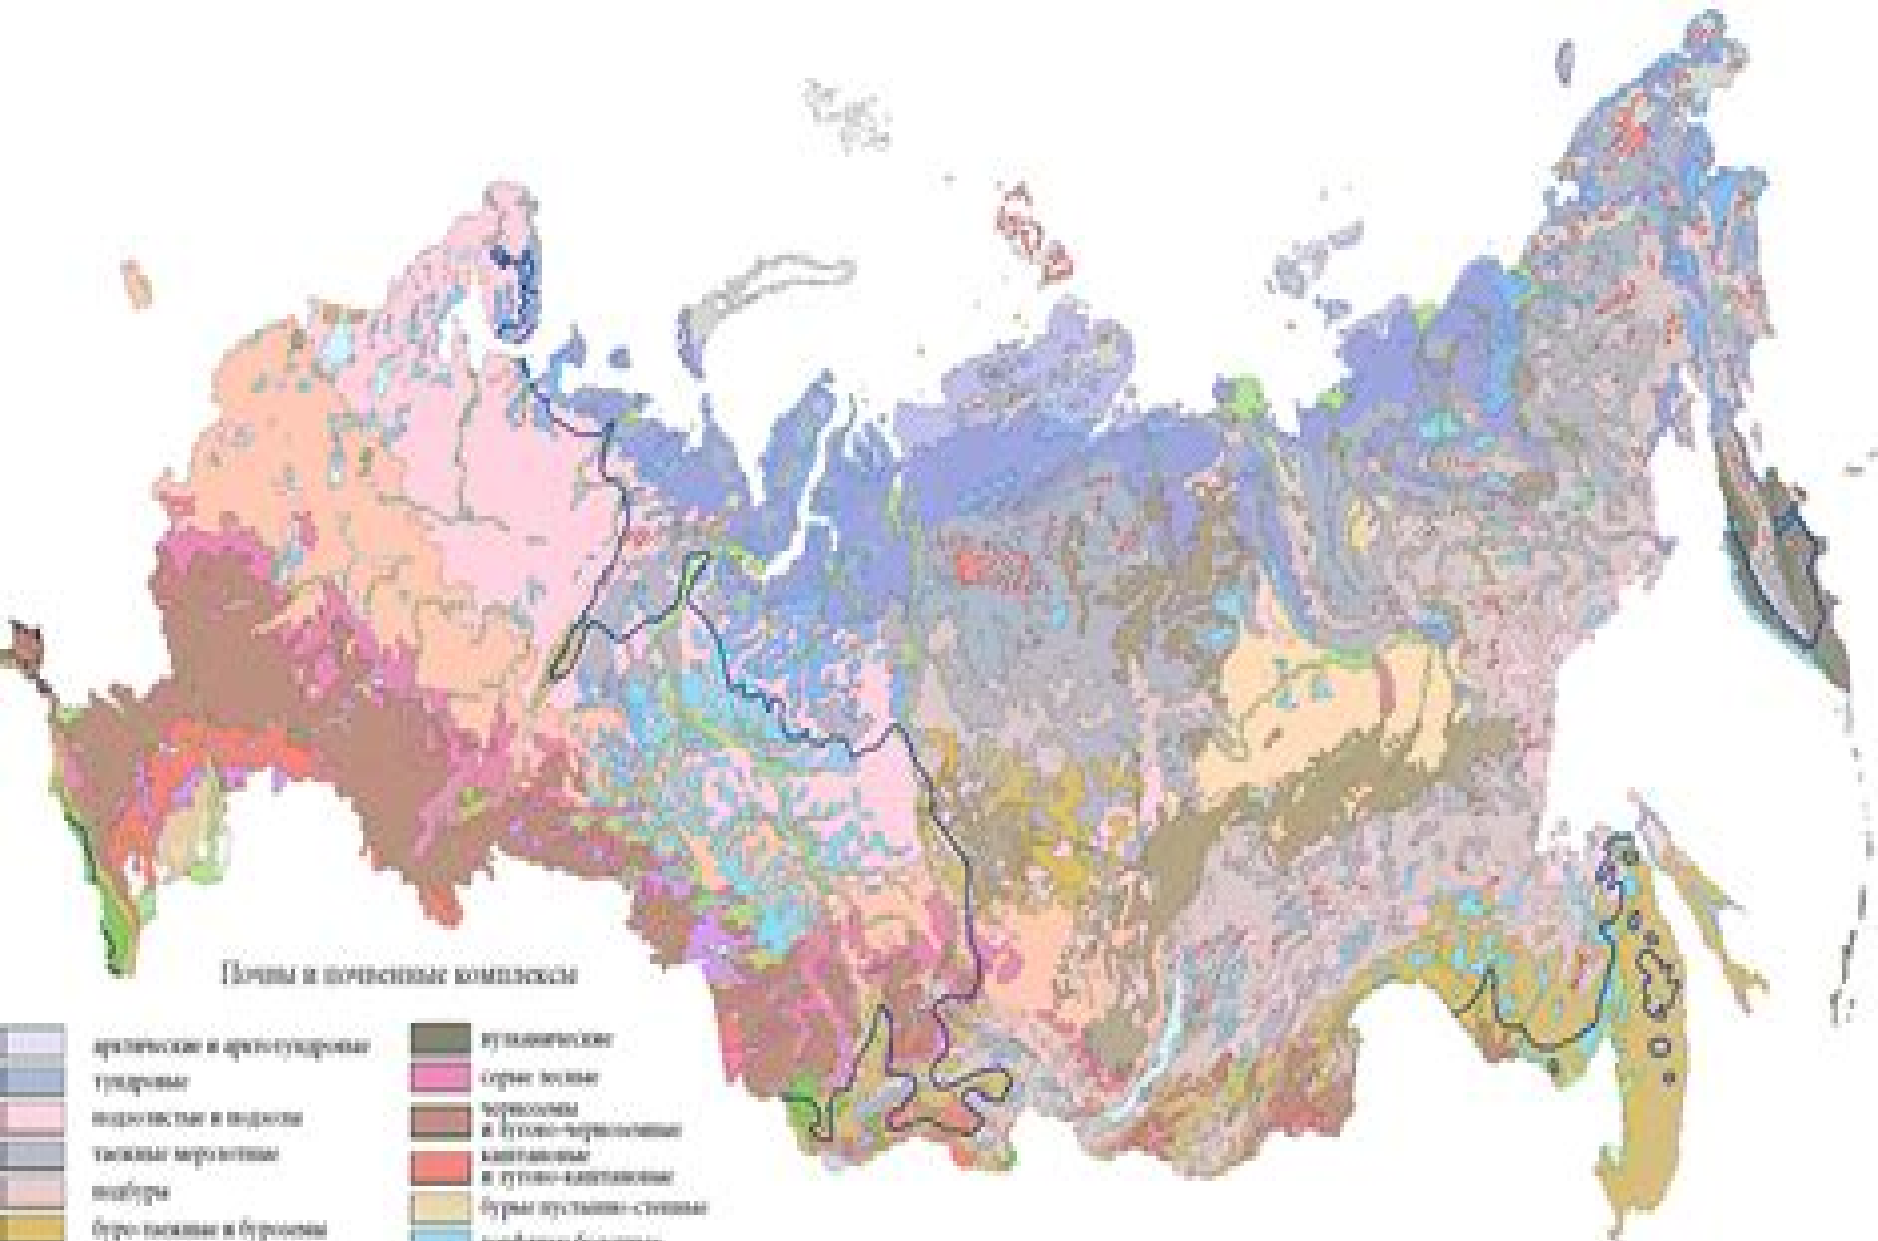 Почвы и почвенные комплексы
арктические и арктотундровые
тундровые
подзолистые и подзолы
таежные мерзлотные
подбуры
буро-таежные и буроземы
вулканические
серые лесные
черноземы
и лугово-черноземные
каштановые
и лугово-каштановые
бурые пустынно-степные